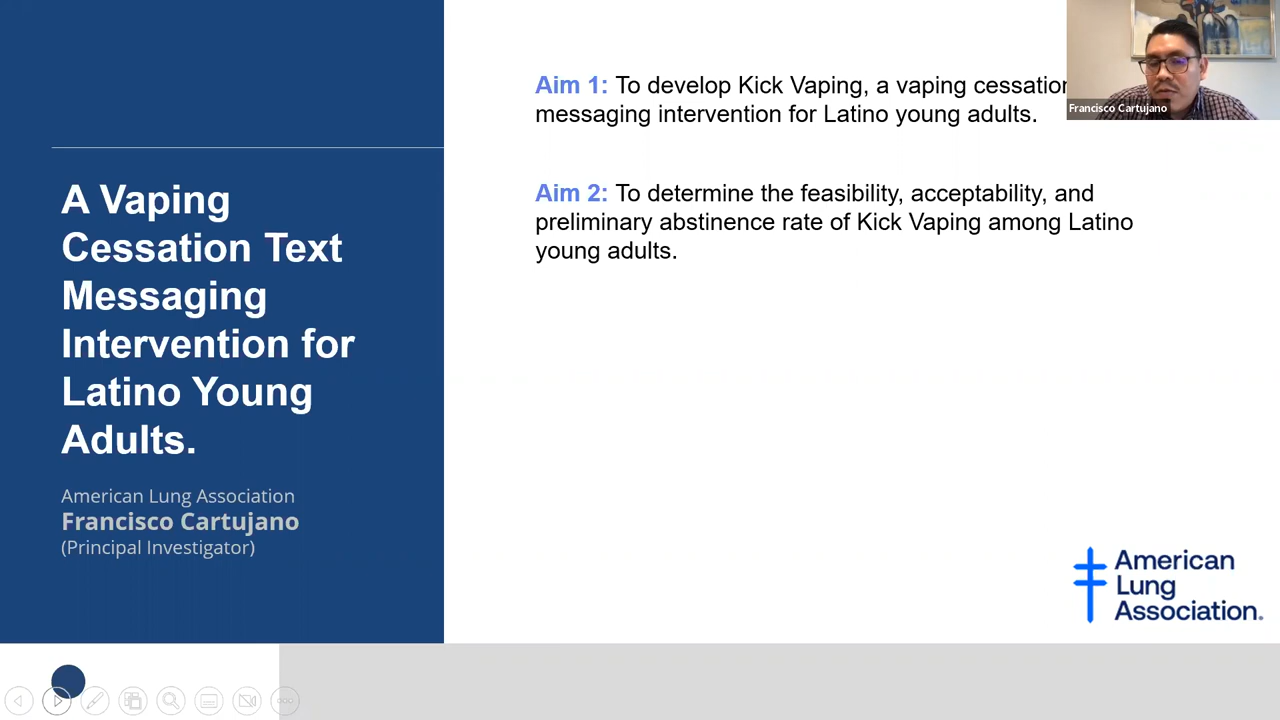 A Vaping
Cessation Text
Messaging
Intervention for
Latino Young
Adults.
American Lung Association
Francisco Cartujano
(Principal Investigator)
Aim 1: To develop Kick Vaping, a vaping cessation
messaging intervention for Latino young adults.
Aim 2: To determine the feasibility, acceptability, and
preliminary abstinence rate of Kick Vaping among Latino
young adults.
Francisco Cartujano
American
Lung
Association.